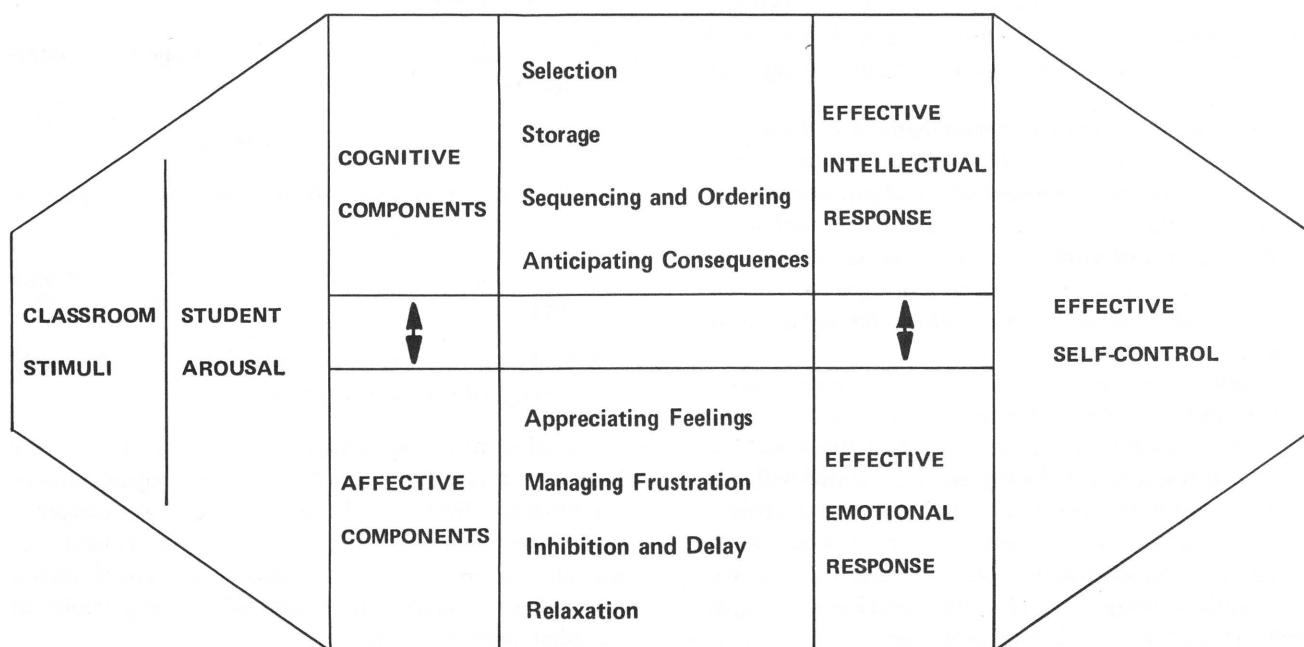 CLASSROOM
STIMULI
STUDENT
AROUSAL
COGNITIVE
COMPONENTS
Selection
Storage
Sequencing and Ordering
Anticipating Consequences
EFFECTIVE
INTELLECTUAL
RESPONSE
AFFECTIVE
COMPONENTS
Appreciating Feelings
Managing Frustration
Inhibition and Delay
Relaxation
EFFECTIVE
EMOTIONAL
RESPONSE
EFFECTIVE
SELF-CONTROL